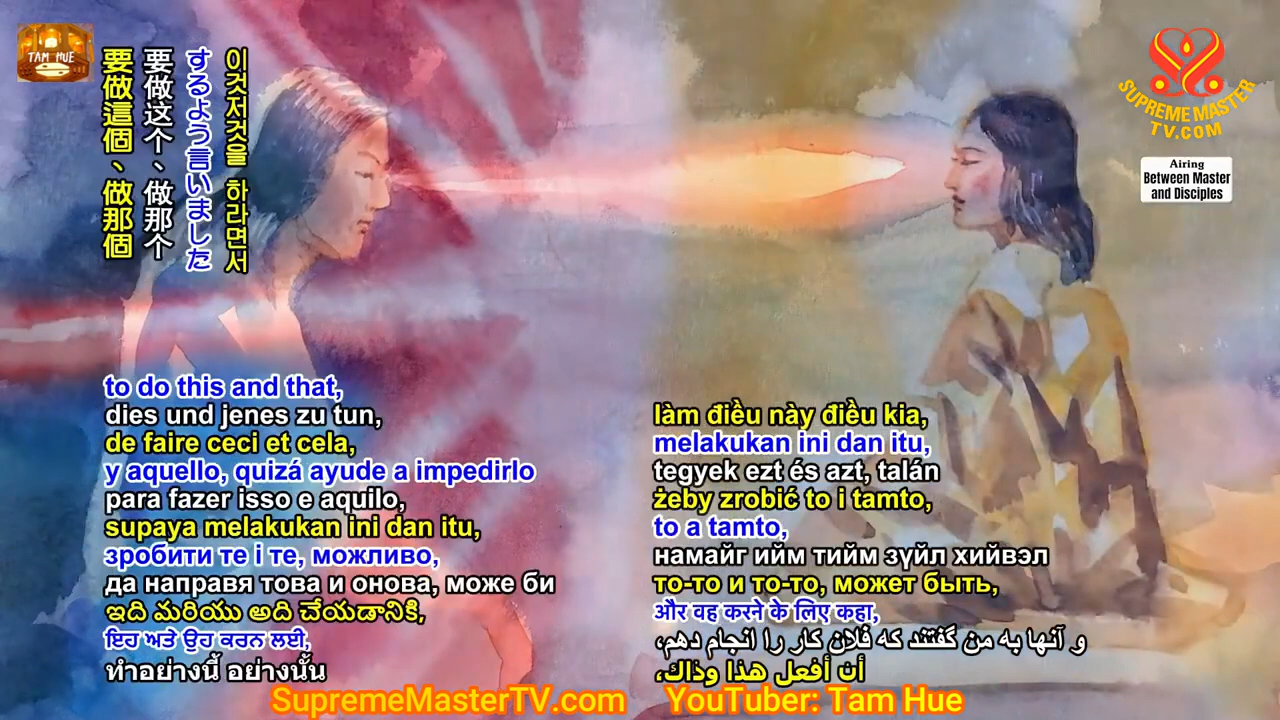 TAM HUE
要做這個、做那個
要做这个、做那个
するよう言いました
이것저것을 하라면서
SUPREME MASTER
TV.COM
Airing
Between Master
and Disciples
to do this and that,
dies und jenes zu tun,
de faire ceci et cela,
y aquello, quizá ayude a impedirlo
para fazer isso e aquilo,
supaya melakukan ini dan itu,
зробити те і те, можливо,
да направя това и онова, може би
ఇది మరియు అది చేయడానికి,
ਇਹ ਅਤੇ ਉਹ ਕਰਨ ਲਈ,
ทำอย่างนี้ อย่างนั้น
làm điều này điều kia,
melakukan ini dan itu,
tegyek ezt és azt, talán
żeby zrobić to i tamto,
to a tamto,
намайг ийм тийм зүйл хийвэл
то-то и то-то, может быть,
और वह करने के लिए कहा,
و آنها به من گفتند که فلان کار را انجام دهم،
أن أفعل هذا وذاك،
SupremeMasterTV.com
YouTuber: Tam Hue